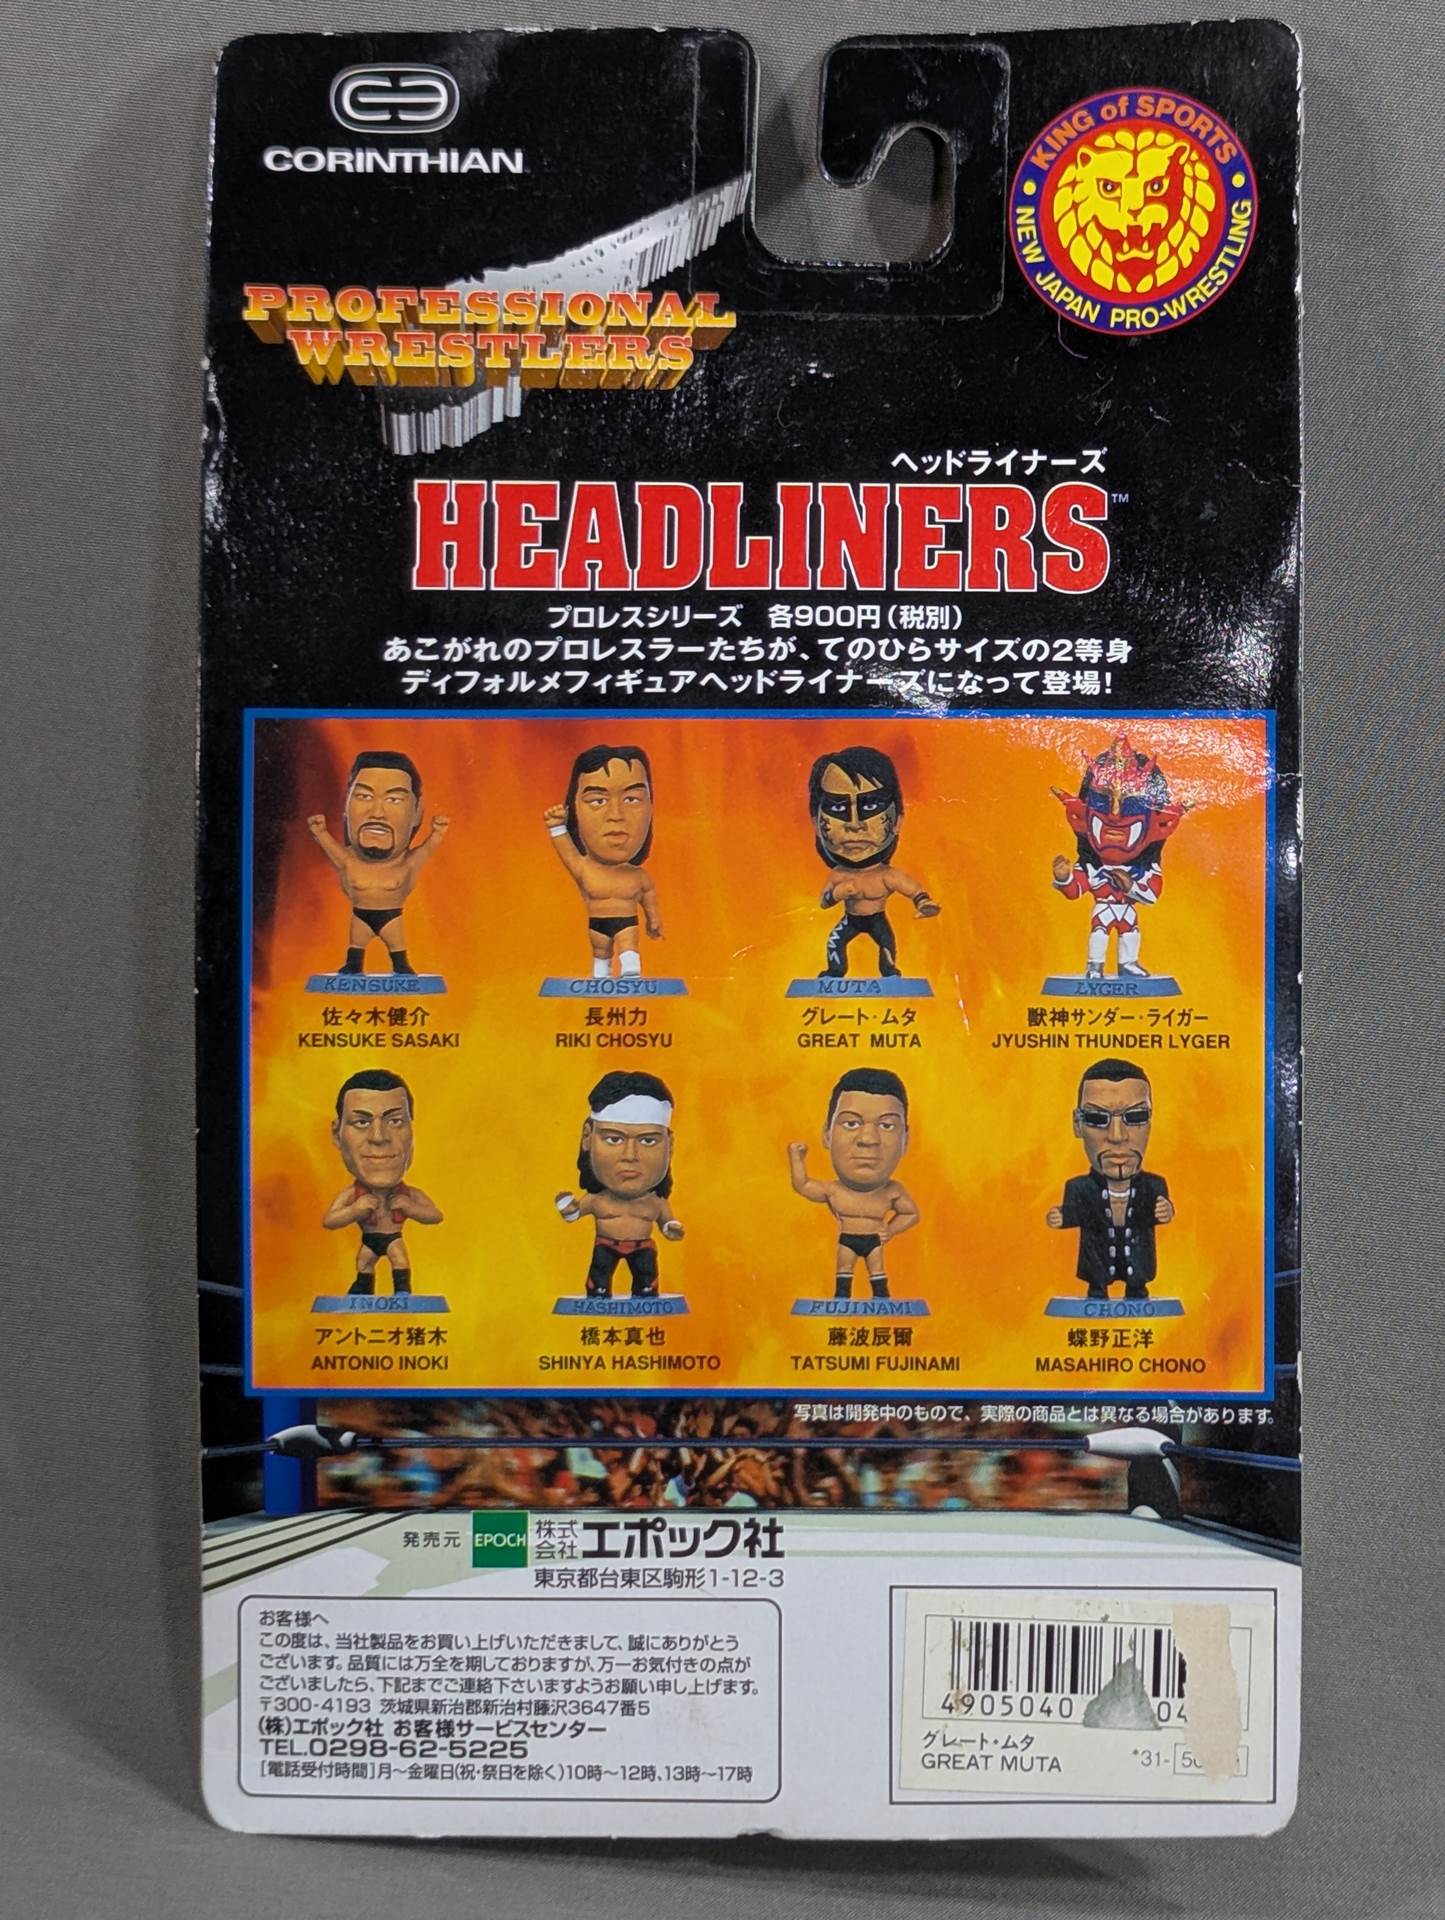 CORINTHIAN
KING of SPORTS
NEW JAPAN PRO-WRESTLING
PROFESSIONAL
WRESTLERS
ヘッドライナーズ
HEADLINERS™
プロレスシリーズ 各900円(税別)
あこがれのプロレスラーたちが、てのひらサイズの2等身
ディフォルメフィギュアヘッドライナーズになって登場!
KENSUKE CHOSYU MUTA LYGER
佐々木健介 長州力 グレート・ムタ 獣神サンダー・ライガー
KENSUKE SASAKI RIKI CHOSYU GREAT MUTA JYUSHIN THUNDER LYGER
INOKI HASHIMOTO FUJINAMI CHONO
アントニオ猪木 橋本真也 藤波辰爾 蝶野正洋
ANTONIO INOKI SHINYA HASHIMOTO TATSUMI FUJINAMI MASAHIRO CHONO
写真は開発中のもので、実際の商品とは異なる場合があります。
発売元 EPOCH 株式会社 エポック社
東京都台東区駒形1-12-3
お客様へ
この度は、当社製品をお買い上げいただきまして、誠にありがとう
ございます。品質には万全を期しておりますが、万一お気付きの点が
ございましたら、下記までご連絡下さいますようお願い申し上げます。
〒300-4193 茨城県新治郡新治村藤沢3647番5
(株)エポック社 お客様サービスセンター
TEL.0298-62-5225
[電話受付時間]月〜金曜日(祝・祭日を除く)10時〜12時、13時〜17時
4905040 04
グレート・ムタ
GREAT MUTA *31-